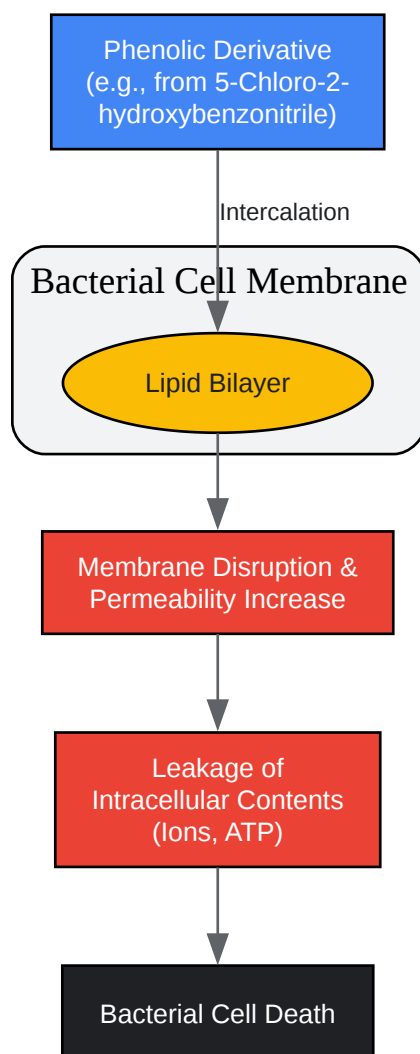 Phenolic Derivative
(e.g., from 5-Chloro-2-
hydroxybenzonitrile)
Intercalation
Bacterial Cell Membrane
Lipid Bilayer
Membrane Disruption &
Permeability Increase
Leakage of
Intracellular Contents
(Ions, ATP)
Bacterial Cell Death